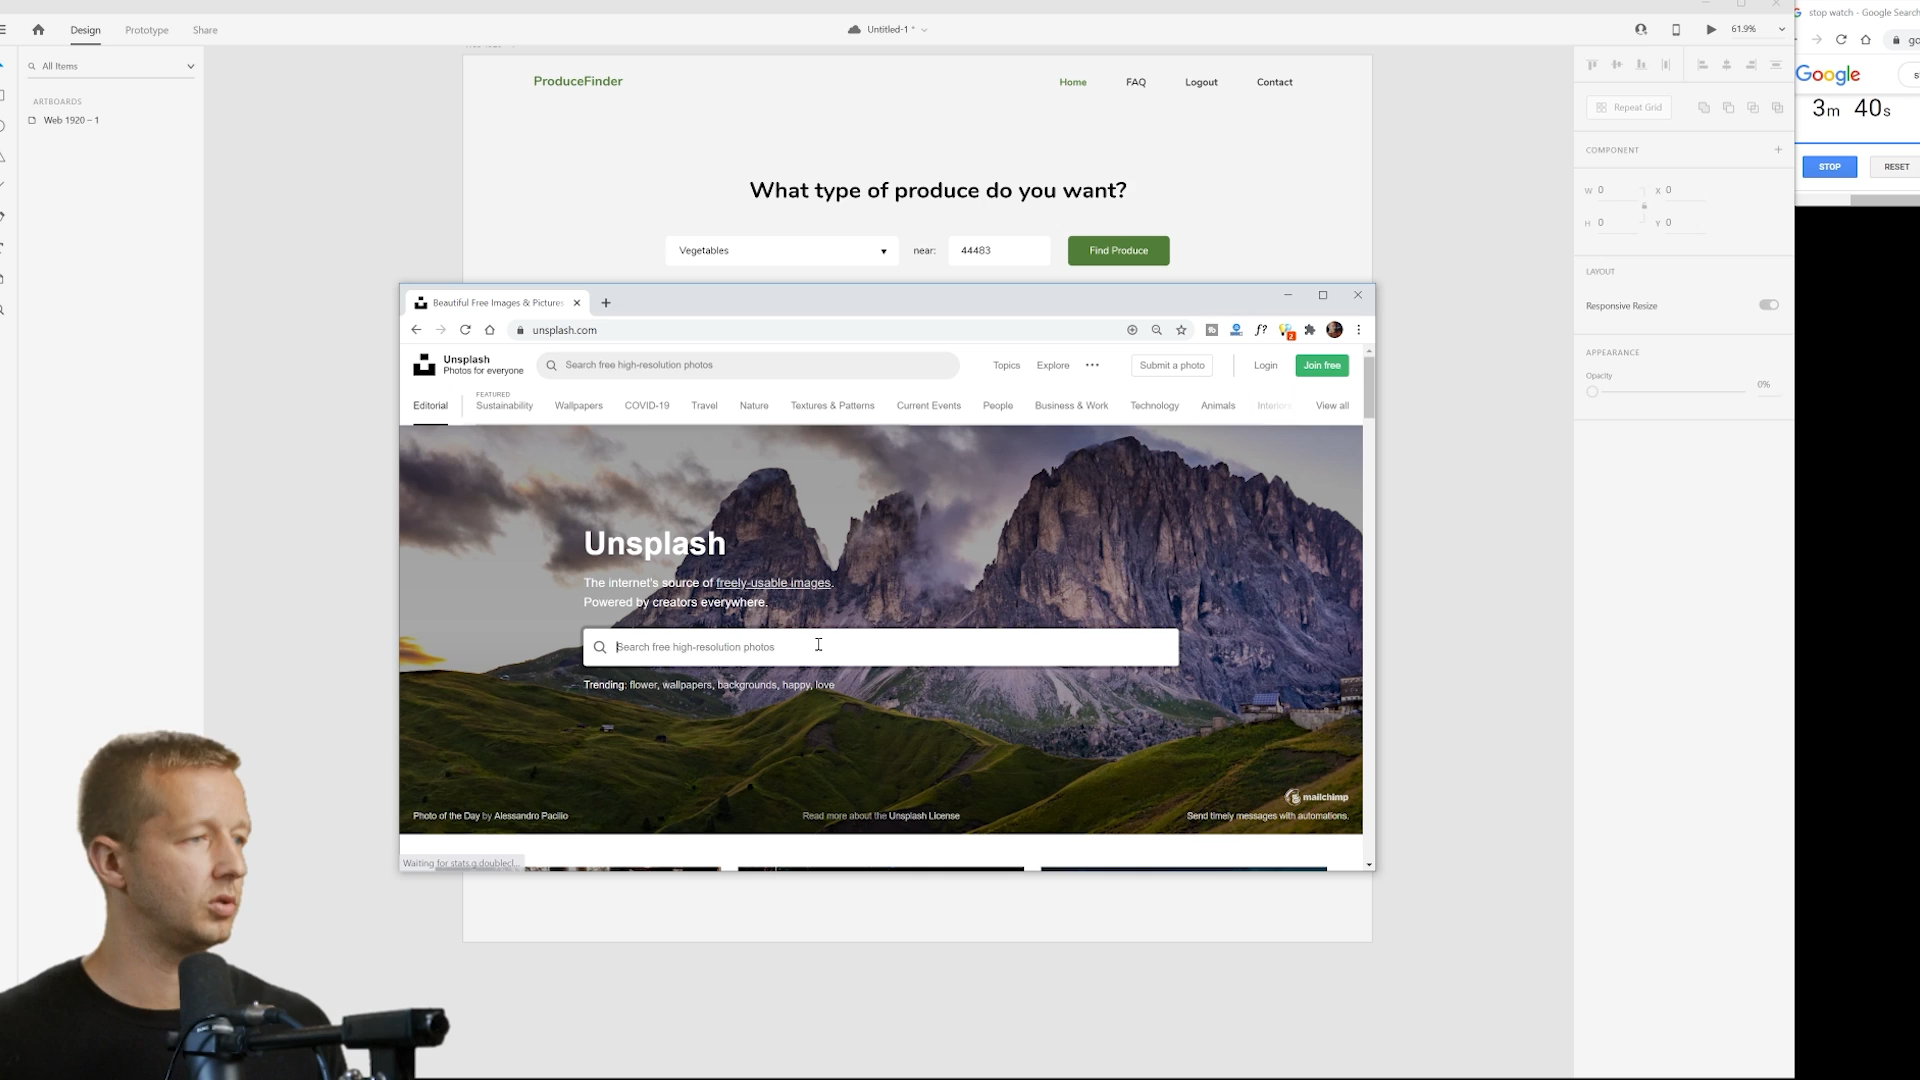 stop watch - Google Search
Design
Prototype
Share
Untitled-1 *
61.9%
All Items
ARTBOARDS
Web 1920 – 1
ProduceFinder
Home
FAQ
Logout
Contact
What type of produce do you want?
Vegetables
near:
44483
Find Produce
Repeat Grid
COMPONENT
W 0
X 0
H 0
Y 0
LAYOUT
Responsive Resize
APPEARANCE
Opacity
0%
Google
3m 40s
STOP
RESET
Beautiful Free Images & Pictures
unsplash.com
Unsplash
Photos for everyone
Search free high-resolution photos
Topics
Explore
Submit a photo
Login
Join free
Editorial
FEATURED
Sustainability
Wallpapers
COVID-19
Travel
Nature
Textures & Patterns
Current Events
People
Business & Work
Technology
Animals
Interiors
View all
Unsplash
The internet's source of freely-usable images.
Powered by creators everywhere.
Search free high-resolution photos
Trending: flower, wallpapers, backgrounds, happy, love
mailchimp
Photo of the Day by Alessandro Pacilio
Read more about the Unsplash License
Send timely messages with automations.
Waiting for stats.g.doublecl...